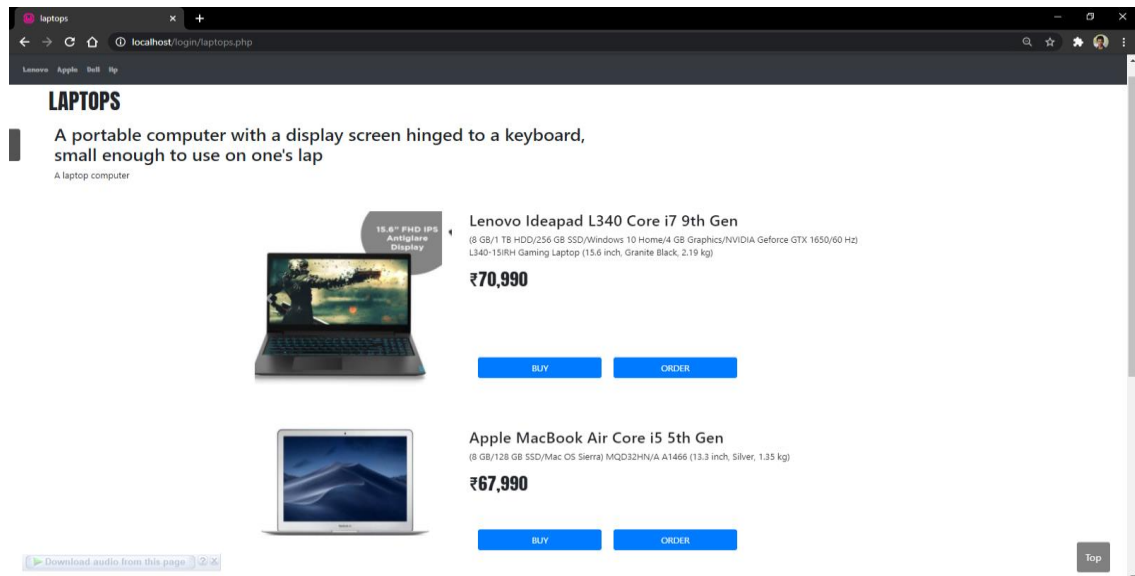 laptops
localhost/login/laptops.php
Lenovo Apple Dell Hp
LAPTOPS
A portable computer with a display screen hinged to a keyboard,
small enough to use on one's lap
A laptop computer
15.6" FHD IPS
Antiglare
Display
Lenovo Ideapad L340 Core i7 9th Gen
(8 GB/1 TB HDD/256 GB SSD/Windows 10 Home/4 GB Graphics/NVIDIA Geforce GTX 1650/60 Hz)
L340-15IRH Gaming Laptop (15.6 inch, Granite Black, 2.19 kg)
₹70,990
BUY ORDER
Apple MacBook Air Core i5 5th Gen
(8 GB/128 GB SSD/Mac OS Sierra) MQD32HN/A A1466 (13.3 inch, Silver, 1.35 kg)
₹67,990
BUY ORDER
Download audio from this page ?
Top